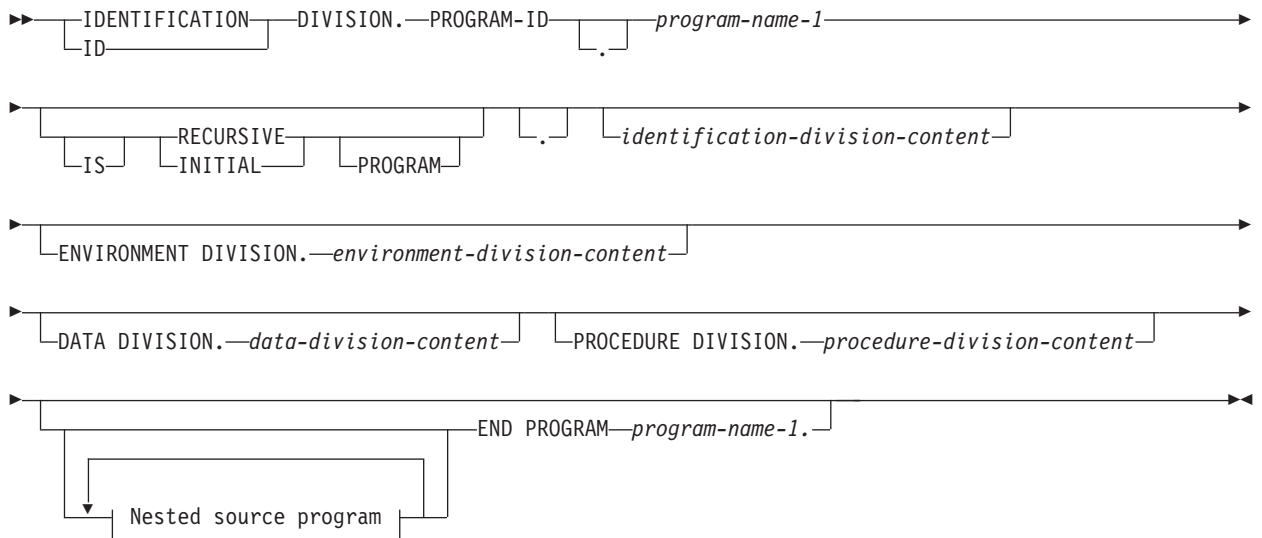 IDENTIFICATION DIVISION. PROGRAM-ID program-name-1
ID .
RECURSIVE . identification-division-content
IS INITIAL PROGRAM
ENVIRONMENT DIVISION. environment-division-content
DATA DIVISION. data-division-content PROCEDURE DIVISION. procedure-division-content
END PROGRAM program-name-1.
Nested source program